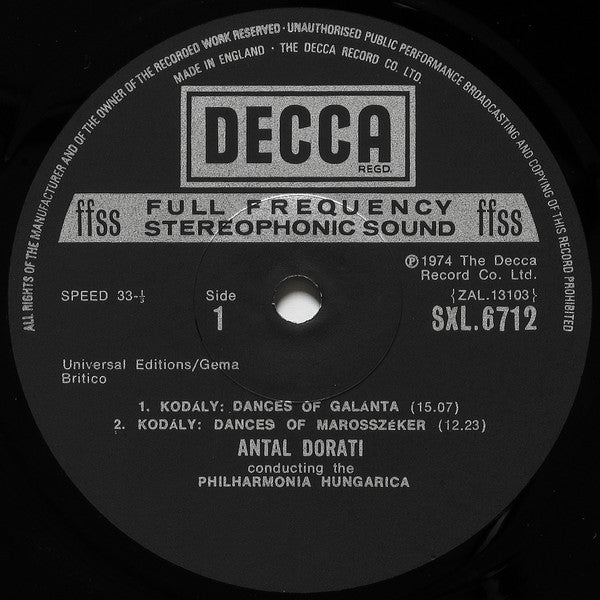 ALL RIGHTS OF THE MANUFACTURER AND OF THE OWNER OF THE RECORDED WORK RESERVED · UNAUTHORISED PUBLIC PERFORMANCE BROADCASTING AND COPYING OF THIS RECORD PROHIBITED
MADE IN ENGLAND · THE DECCA RECORD CO. LTD.
DECCA
REGD.
ffss FULL FREQUENCY ffss
STEREOPHONIC SOUND
Ⓟ1974 The Decca
Record Co. Ltd.
SPEED 33-⅓ Side {ZAL.13103}
1 SXL.6712
Universal Editions/Gema
Britico
1. KODÁLY: DANCES OF GALÁNTA (15.07)
2. KODÁLY: DANCES OF MAROSSZÉKER (12.23)
ANTAL DORATI
conducting the
PHILHARMONIA HUNGARICA